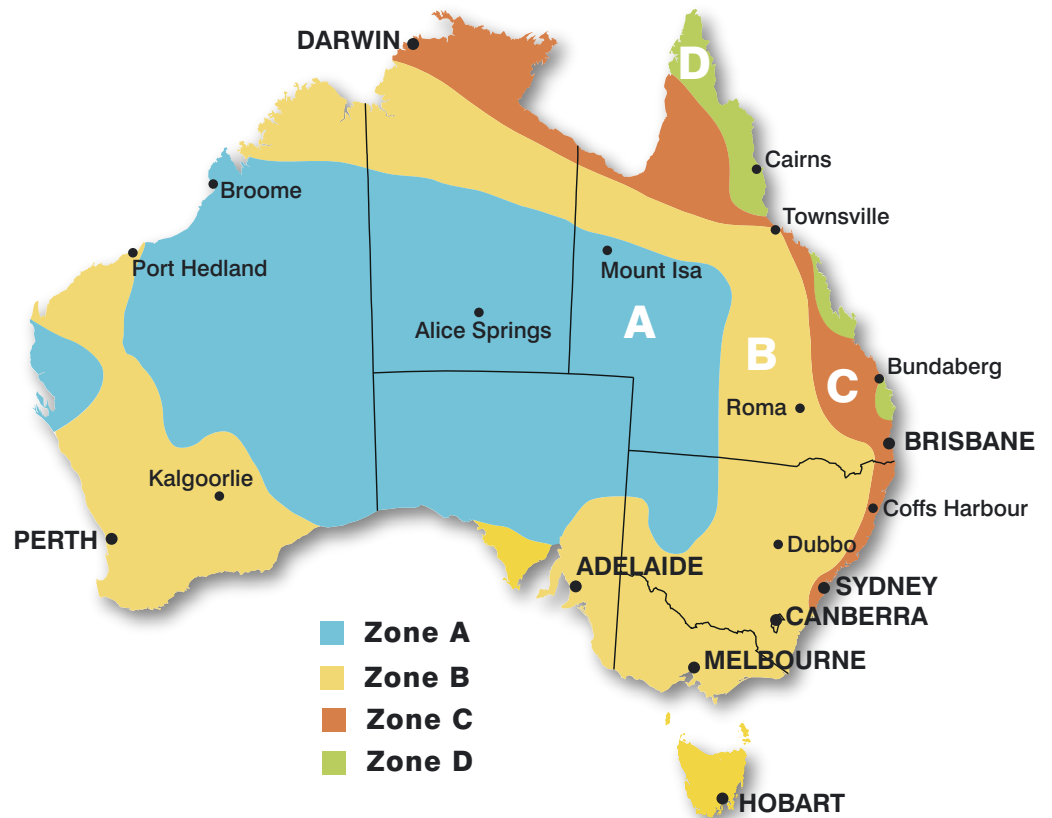 DARWIN
D
Cairns
Broome
Townsville
Port Hedland
Mount Isa
A
Alice Springs
B
Bundaberg
C
Roma
BRISBANE
Kalgoorlie
Coffs Harbour
PERTH
Dubbo
ADELAIDE
SYDNEY
CANBERRA
MELBOURNE
Zone A
Zone B
Zone C
Zone D
HOBART